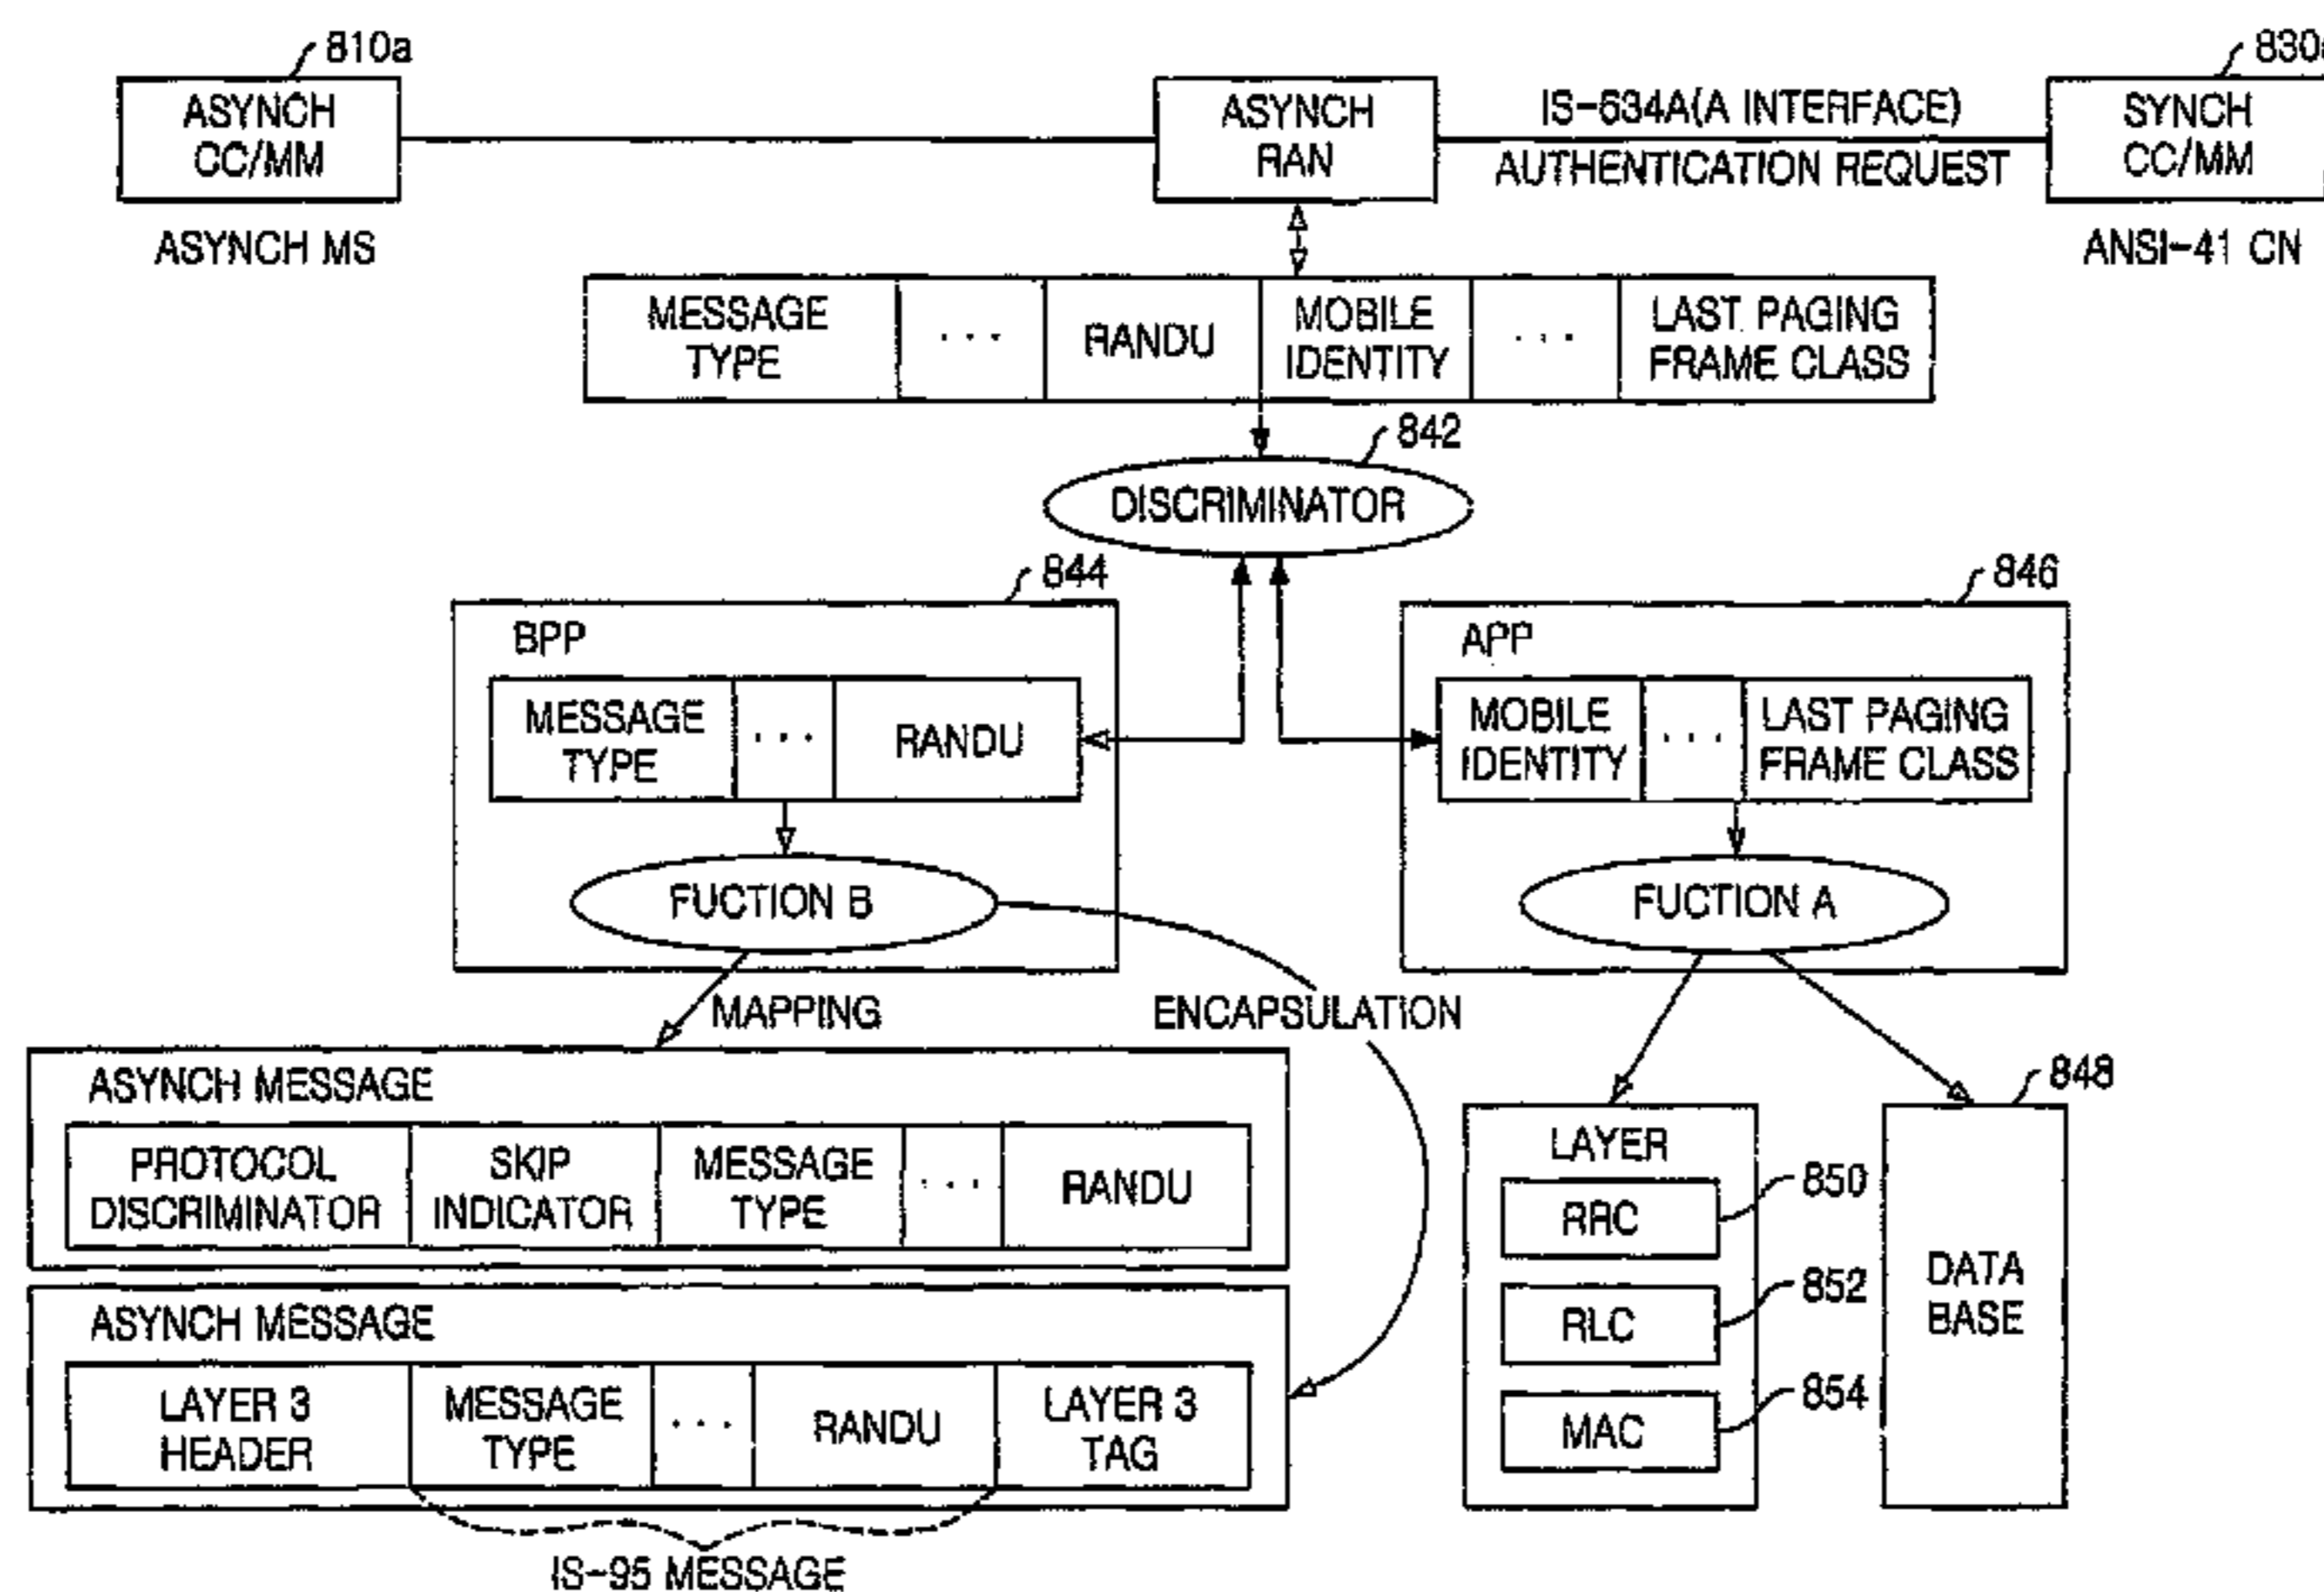 810a
830a
ASYNCH
CC/MM
ASYNCH
RAN
IS-634A(A INTERFACE)
AUTHENTICATION REQUEST
SYNCH
CC/MM
ASYNCH MS
ANSI-41 CN
MESSAGE
TYPE
...
RANDU
MOBILE
IDENTITY
...
LAST PAGING
FRAME CLASS
842
DISCRIMINATOR
844
846
BPP
MESSAGE
TYPE
...
RANDU
FUCTION B
APP
MOBILE
IDENTITY
...
LAST PAGING
FRAME CLASS
FUCTION A
MAPPING
ENCAPSULATION
ASYNCH MESSAGE
PROTOCOL
DISCRIMINATOR
SKIP
INDICATOR
MESSAGE
TYPE
...
RANDU
ASYNCH MESSAGE
LAYER 3
HEADER
MESSAGE
TYPE
...
RANDU
LAYER 3
TAG
IS-95 MESSAGE
LAYER
RRC
850
RLC
852
MAC
854
848
DATA
BASE